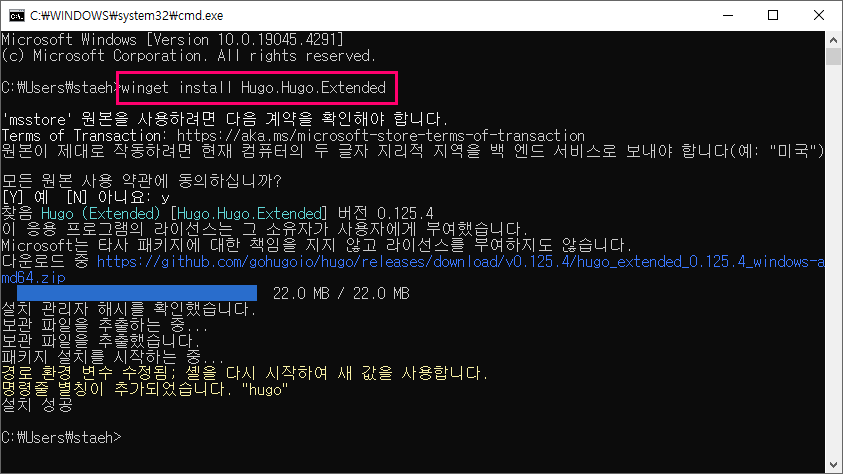 C:₩WINDOWS₩system32₩cmd.exe
Microsoft Windows [Version 10.0.19045.4291]
(c) Microsoft Corporation. All rights reserved.
C:₩Users₩staeh>winget install Hugo.Hugo.Extended
'msstore' 원본을 사용하려면 다음 계약을 확인해야 합니다.
Terms of Transaction: https://aka.ms/microsoft-store-terms-of-transaction
원본이 제대로 작동하려면 현재 컴퓨터의 두 글자 지리적 지역을 백 엔드 서비스로 보내야 합니다(예: "미국")
모든 원본 사용 약관에 동의하십니까?
[Y] 예  [N] 아니요: y
찾음 Hugo (Extended) [Hugo.Hugo.Extended] 버전 0.125.4
이 응용 프로그램의 라이선스는 그 소유자가 사용자에게 부여했습니다.
Microsoft는 타사 패키지에 대한 책임을 지지 않고 라이선스를 부여하지도 않습니다.
다운로드 중 https://github.com/gohugoio/hugo/releases/download/v0.125.4/hugo_extended_0.125.4_windows-a
md64.zip
22.0 MB / 22.0 MB
설치 관리자 해시를 확인했습니다.
보관 파일을 추출하는 중...
보관 파일을 추출했습니다.
패키지 설치를 시작하는 중...
경로 환경 변수 수정됨; 셸을 다시 시작하여 새 값을 사용합니다.
명령줄 별칭이 추가되었습니다. "hugo"
설치 성공
C:₩Users₩staeh>